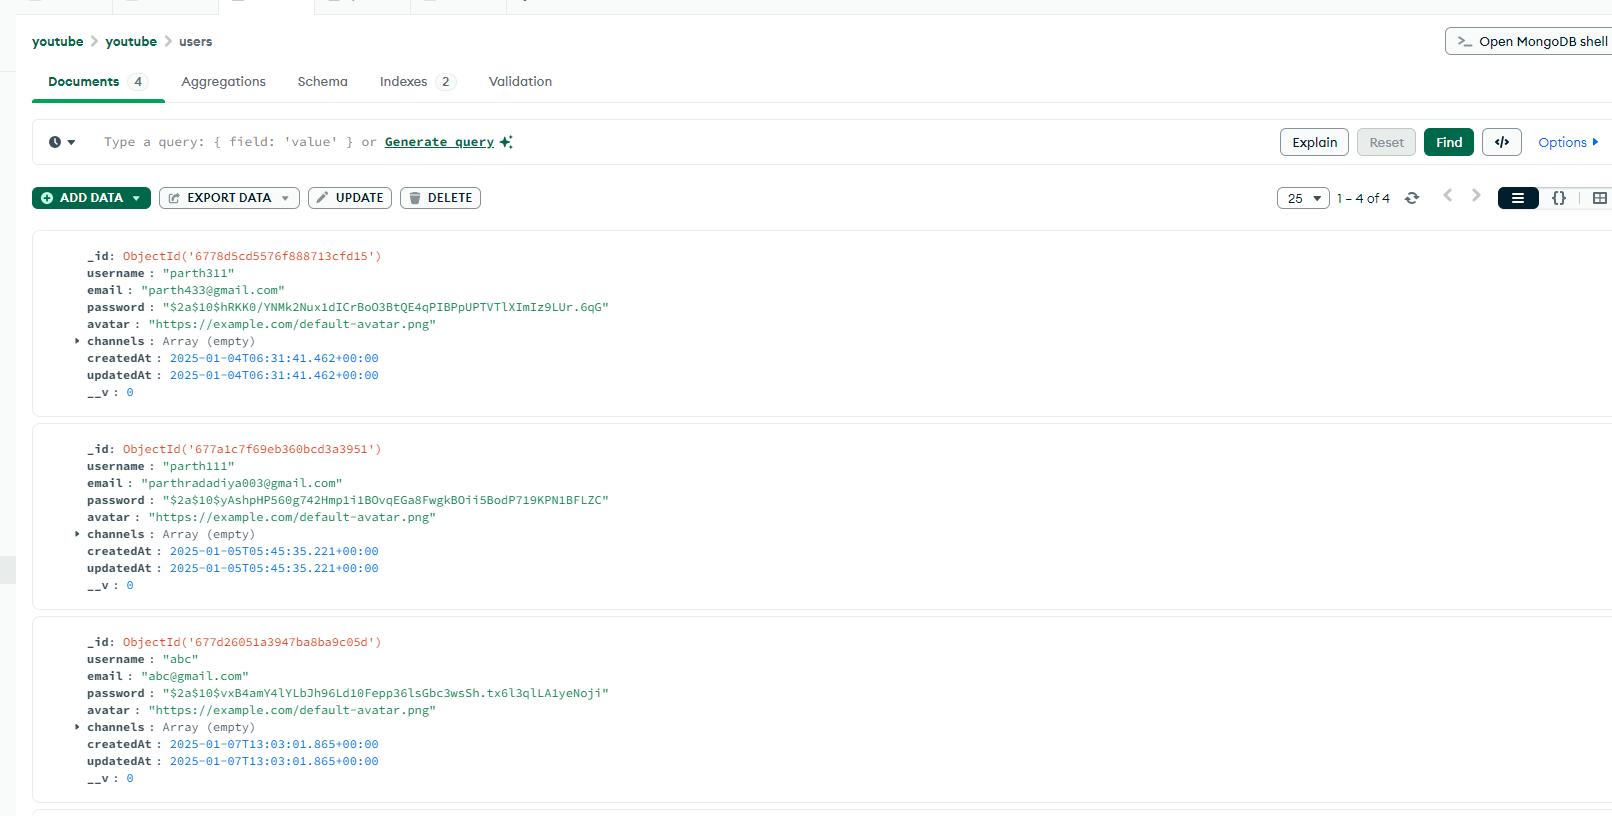 youtube > youtube > users
>_ Open MongoDB shell
Documents 4 Aggregations Schema Indexes 2 Validation
Type a query: { field: 'value' } or Generate query
Explain Reset Find </> Options
ADD DATA EXPORT DATA UPDATE DELETE
25 1 – 4 of 4 {}
_id: ObjectId('6778d5cd5576f888713cfd15')
username : "parth311"
email : "parth433@gmail.com"
password : "$2a$10$hRKK0/YNMk2Nux1dICrBoO3BtQE4qPIBPpUPTVTlXImIz9LUr.6qG"
avatar : "https://example.com/default-avatar.png"
channels : Array (empty)
createdAt : 2025-01-04T06:31:41.462+00:00
updatedAt : 2025-01-04T06:31:41.462+00:00
__v : 0
_id: ObjectId('677a1c7f69eb360bcd3a3951')
username : "parth111"
email : "parthradadiya003@gmail.com"
password : "$2a$10$yAshpHP560g742Hmp1i1BOvqEGa8FwgkBOii5BodP719KPN1BFLZC"
avatar : "https://example.com/default-avatar.png"
channels : Array (empty)
createdAt : 2025-01-05T05:45:35.221+00:00
updatedAt : 2025-01-05T05:45:35.221+00:00
__v : 0
_id: ObjectId('677d26051a3947ba8ba9c05d')
username : "abc"
email : "abc@gmail.com"
password : "$2a$10$vxB4amY4lYLbJh96Ld10Fepp36lsGbc3wsSh.tx6l3qlLA1yeNoji"
avatar : "https://example.com/default-avatar.png"
channels : Array (empty)
createdAt : 2025-01-07T13:03:01.865+00:00
updatedAt : 2025-01-07T13:03:01.865+00:00
__v : 0